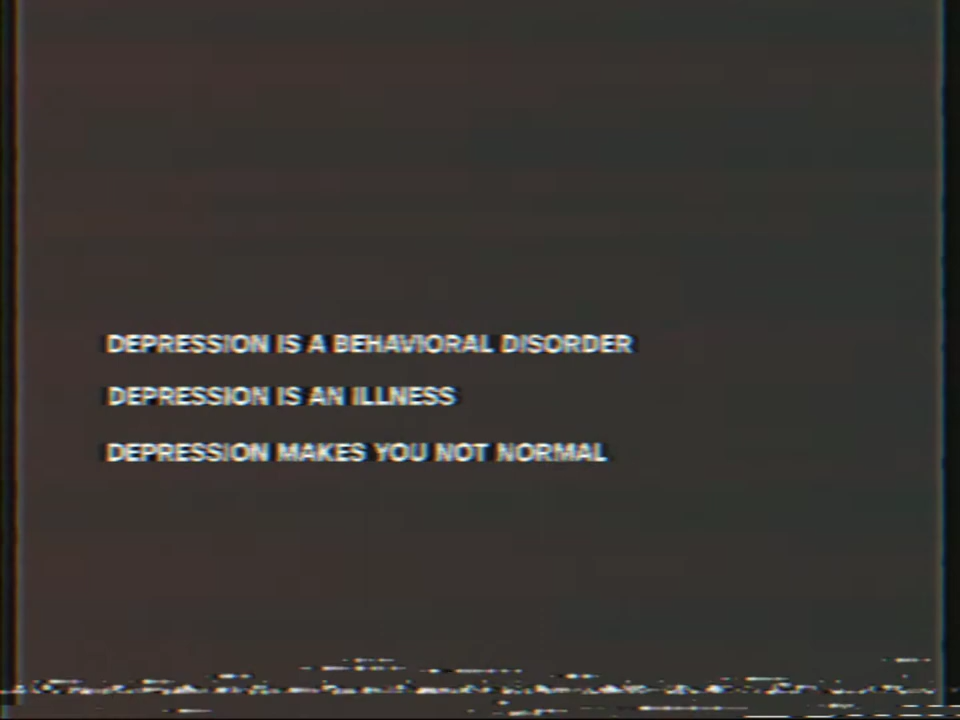 DEPRESSION IS A BEHAVIORAL DISORDER
DEPRESSION IS AN ILLNESS
DEPRESSION MAKES YOU NOT NORMAL